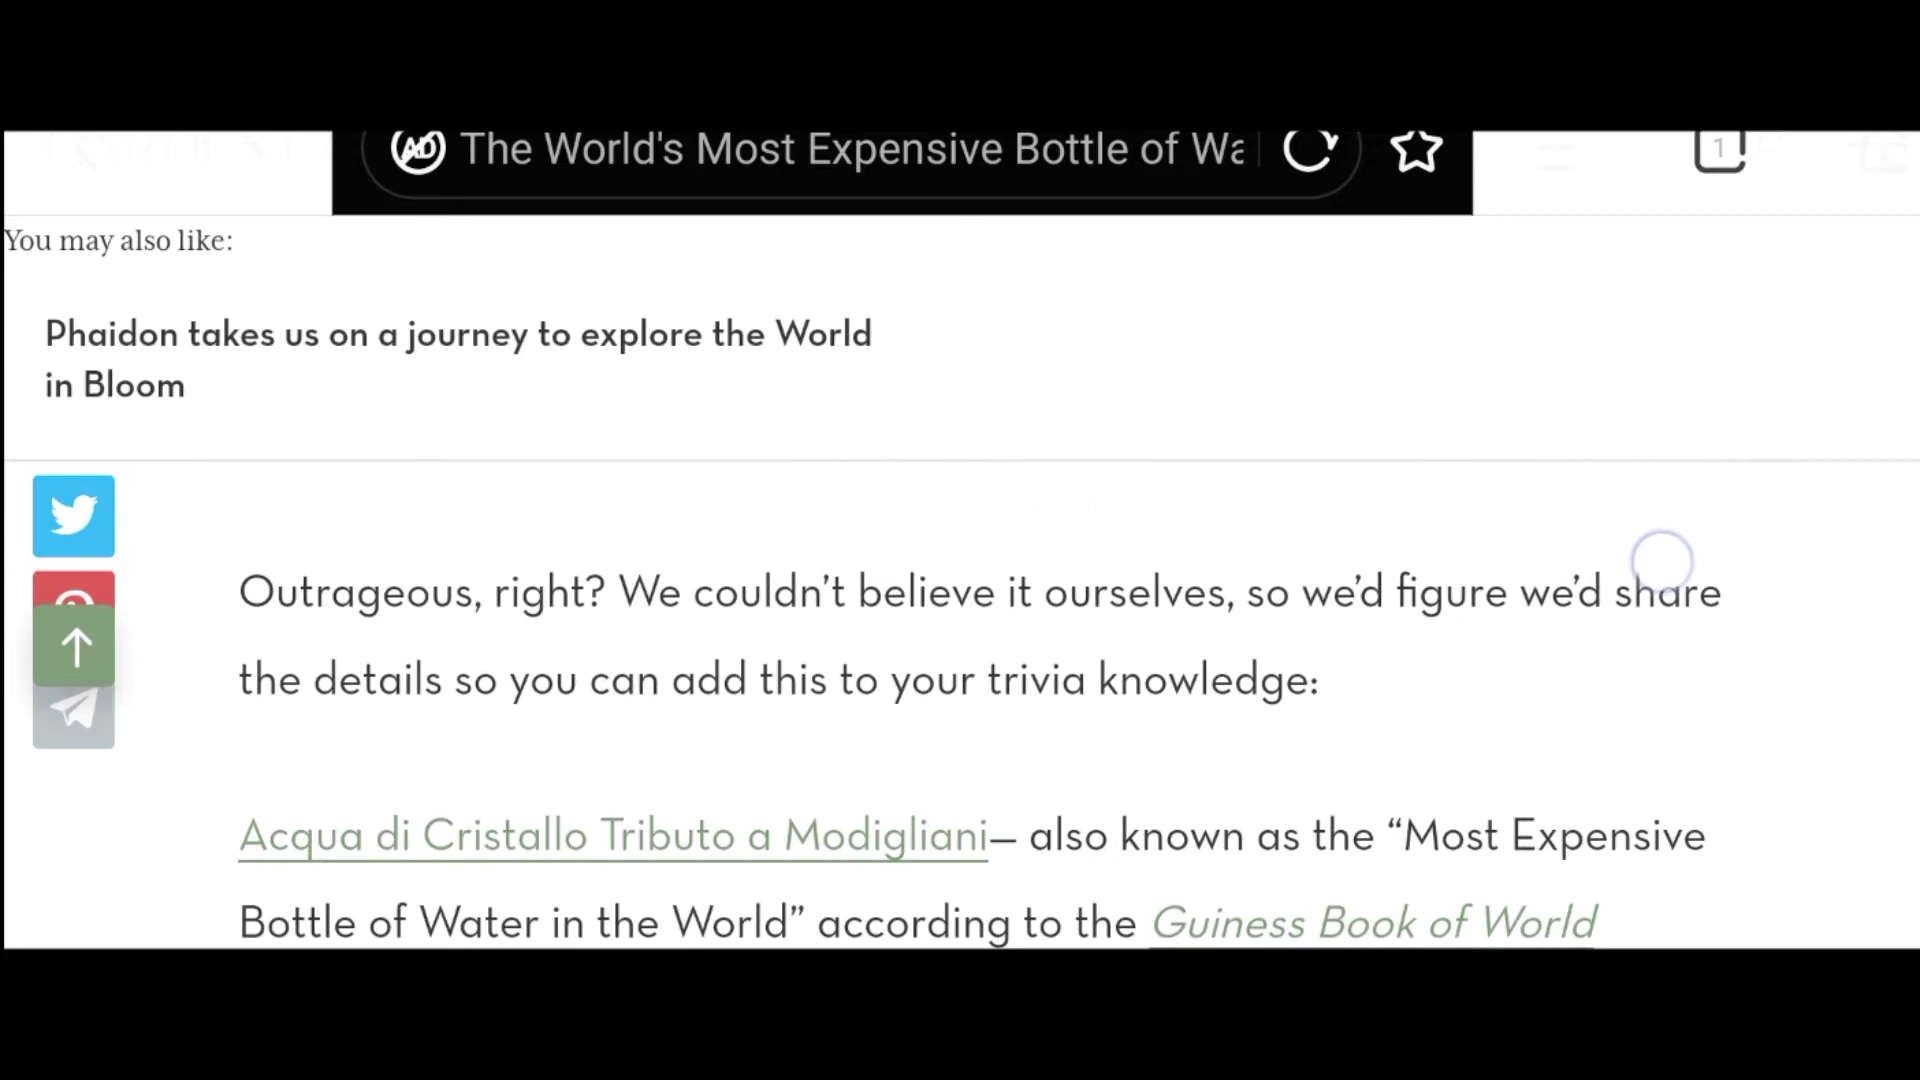 The World's Most Expensive Bottle of Wa
1
You may also like:
Phaidon takes us on a journey to explore the World
in Bloom
Outrageous, right? We couldn’t believe it ourselves, so we’d figure we’d share
the details so you can add this to your trivia knowledge:
Acqua di Cristallo Tributo a Modigliani— also known as the “Most Expensive
Bottle of Water in the World” according to the Guiness Book of World